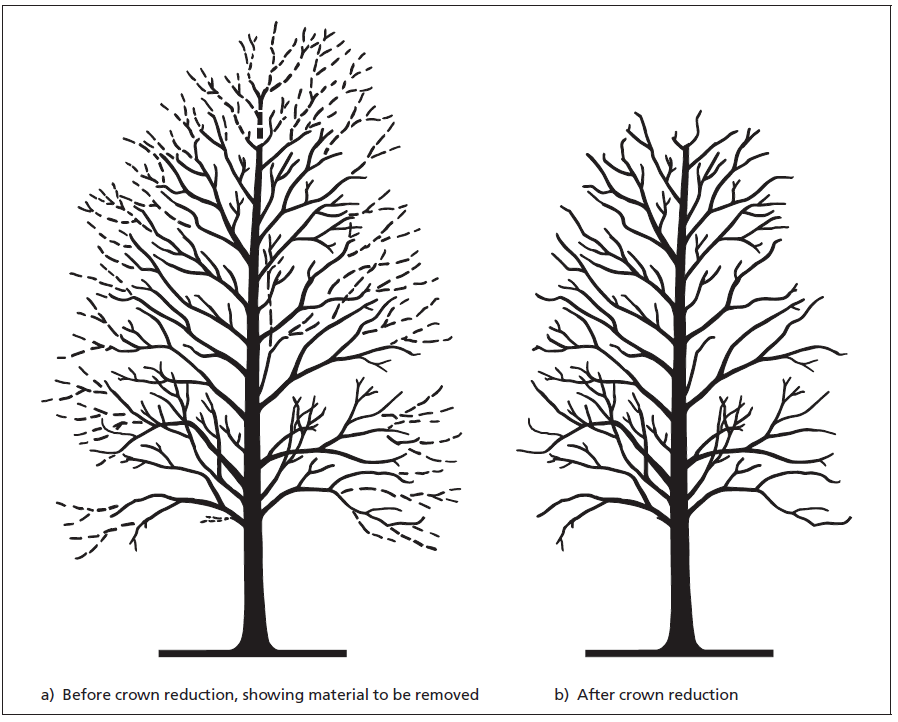 a) Before crown reduction, showing material to be removed
b) After crown reduction